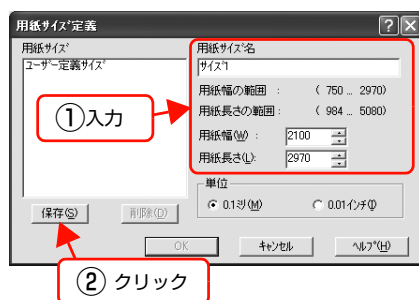 用紙サイズ定義
用紙サイズ
ユーザー定義サイズ
①入力
保存(S)
削除(D)
用紙サイズ名
サイズ1
用紙幅の範囲 : ( 750 ... 2970)
用紙長さの範囲 : ( 984 ... 5080)
用紙幅(W) : 2100
用紙長さ(L): 2970
単位
0.1ミリ(M)
0.01インチ(I)
OK
キャンセル
ヘルプ(H)
② クリック